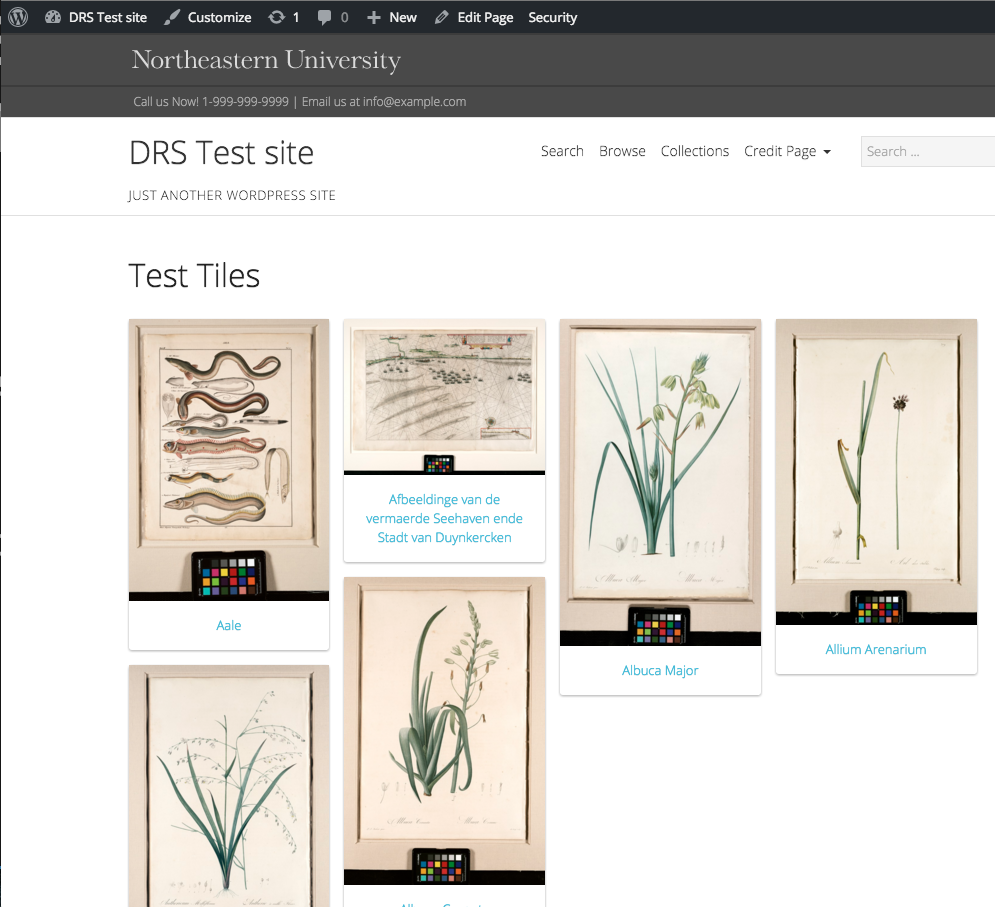 DRS Test site Customize 1 0 New Edit Page Security
Northeastern University
Call us Now! 1-999-999-9999 | Email us at info@example.com
DRS Test site
Search Browse Collections Credit Page
Search ...
JUST ANOTHER WORDPRESS SITE
Test Tiles
Afbeeldinge van de
vermaerde Seehaven ende
Stadt van Duynkercken
Aale
Albuca Major
Allium Arenarium